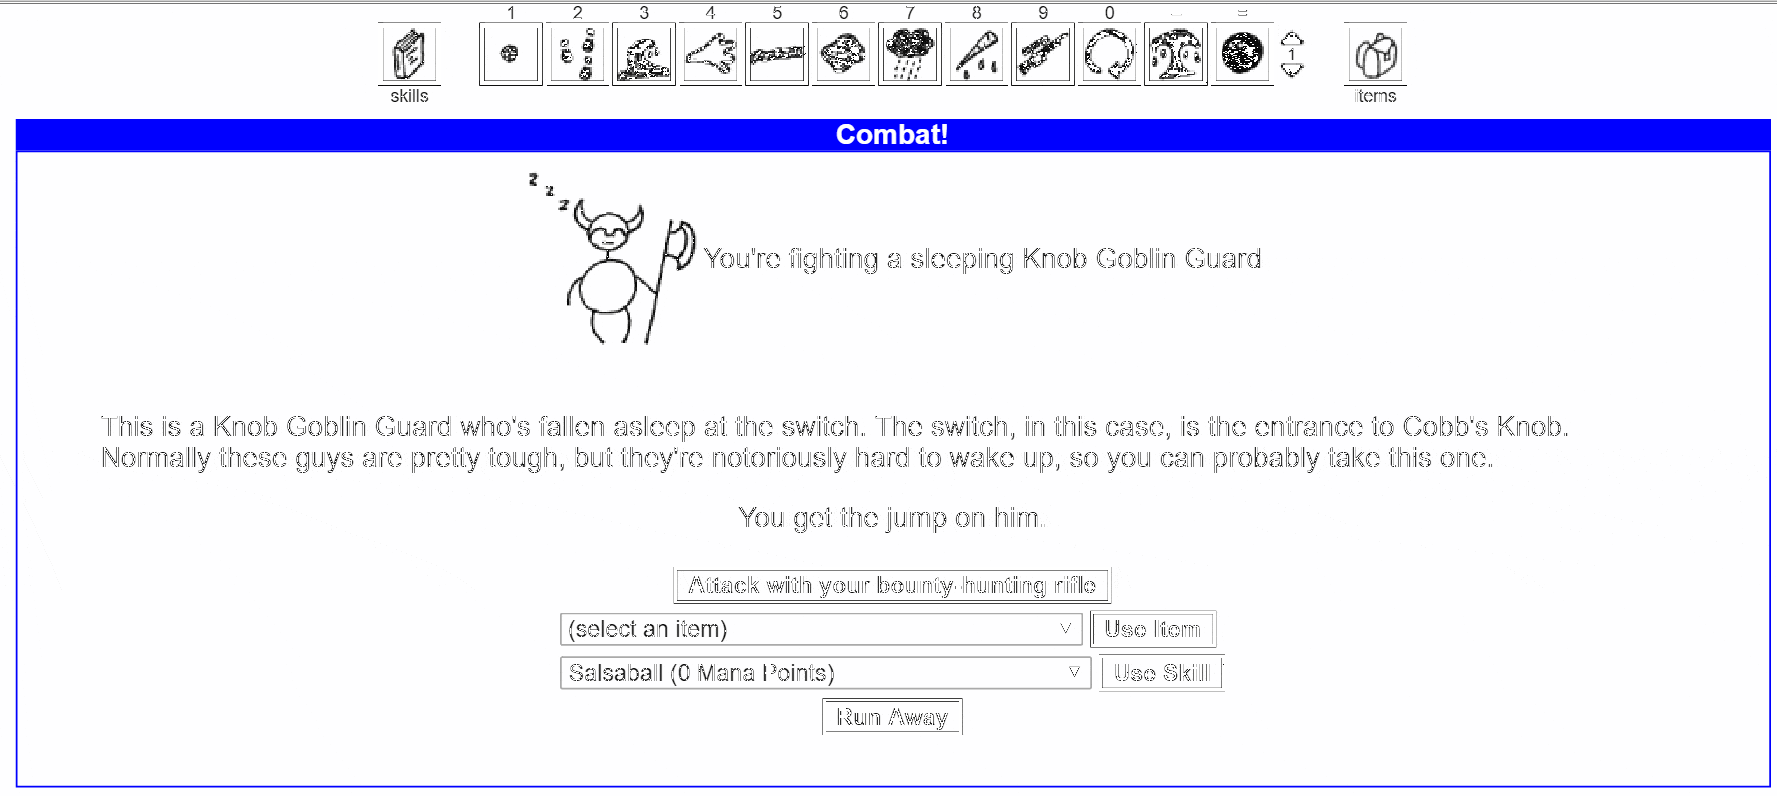 1 2 3 4 5 6 7 8 9 0 - =
1
skills
items
Combat!
z
z
z
You're fighting a sleeping Knob Goblin Guard
This is a Knob Goblin Guard who's fallen asleep at the switch. The switch, in this case, is the entrance to Cobb's Knob.
Normally these guys are pretty tough, but they're notoriously hard to wake up, so you can probably take this one.
You get the jump on him.
Attack with your bounty-hunting rifle
(select an item)
Use Item
Salsaball (0 Mana Points)
Use Skill
Run Away